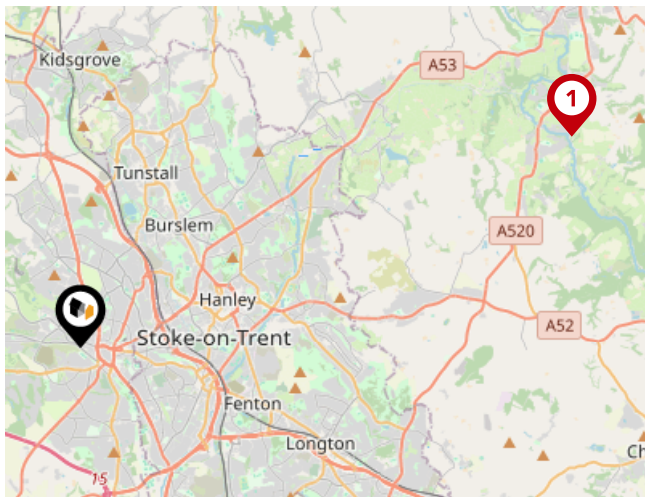 Kidsgrove
A53
1
Tunstall
Burslem
A520
Hanley
Stoke-on-Trent
A52
Fenton
Longton
Ch
15